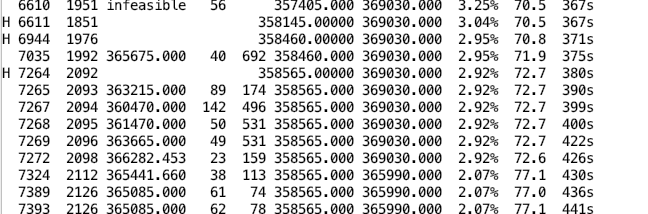 6610 1951 infeasible 56 357405.000 369030.000 3.25% 70.5 367s
H 6611 1851 358145.00000 369030.000 3.04% 70.5 367s
H 6944 1976 358460.00000 369030.000 2.95% 70.8 371s
7035 1992 365675.000 40 692 358460.000 369030.000 2.95% 71.9 375s
H 7264 2092 358565.00000 369030.000 2.92% 72.7 380s
7265 2093 363215.000 89 174 358565.000 369030.000 2.92% 72.7 390s
7267 2094 360470.000 142 496 358565.000 369030.000 2.92% 72.7 399s
7268 2095 361470.000 50 531 358565.000 369030.000 2.92% 72.7 400s
7269 2096 363665.000 49 531 358565.000 369030.000 2.92% 72.7 422s
7272 2098 366282.453 23 159 358565.000 369030.000 2.92% 72.6 426s
7324 2112 365441.660 38 113 358565.000 365990.000 2.07% 77.1 430s
7389 2126 365085.000 61 74 358565.000 365990.000 2.07% 77.0 436s
7393 2126 365085.000 62 78 358565.000 365990.000 2.07% 77.1 441s